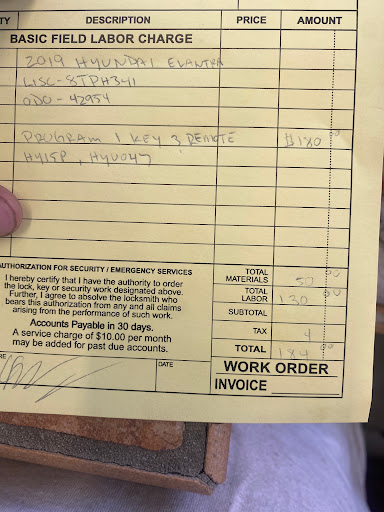 TY DESCRIPTION PRICE AMOUNT
BASIC FIELD LABOR CHARGE
2019 HYUNDAI ELANTRA
LISC-8TPH341
ODO-42954
PROGRAM 1 KEY & REMOTE $180 00
HY15P, HYU047
AUTHORIZATION FOR SECURITY / EMERGENCY SERVICES
I hereby certify that I have the authority to order
the lock, key or security work designated above.
Further, I agree to absolve the locksmith who
bears this authorization from any and all claims
arising from the performance of such work.
Accounts Payable in 30 days.
A service charge of $10.00 per month
may be added for past due accounts.
RE DATE
TOTAL MATERIALS 50 00
TOTAL LABOR 130 00
SUBTOTAL
TAX 4
TOTAL 184 00
WORK ORDER
INVOICE